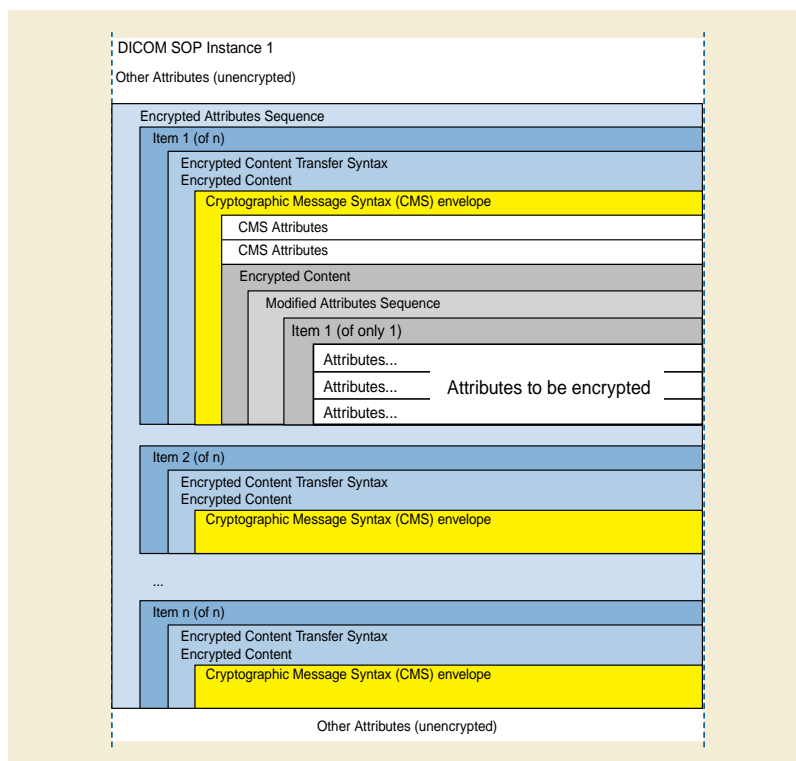 DICOM SOP Instance 1
Other Attributes (unencrypted)
Encrypted Attributes Sequence
Item 1 (of n)
Encrypted Content Transfer Syntax
Encrypted Content
Cryptographic Message Syntax (CMS) envelope
CMS Attributes
CMS Attributes
Encrypted Content
Modified Attributes Sequence
Item 1 (of only 1)
Attributes...
Attributes... Attributes to be encrypted
Attributes...
Item 2 (of n)
Encrypted Content Transfer Syntax
Encrypted Content
Cryptographic Message Syntax (CMS) envelope
...
Item n (of n)
Encrypted Content Transfer Syntax
Encrypted Content
Cryptographic Message Syntax (CMS) envelope
Other Attributes (unencrypted)